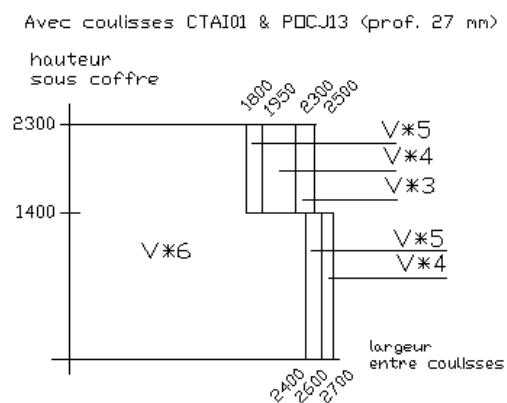 Avec coulisses CTAI01 & POCJ13 (prof. 27 mm)
hauteur
sous coffre
1800
1950
2300
2500
2300
V*5
V*4
V*3
1400
V*5
V*6
V*4
largeur
entre coulisses
2400
2600
2700